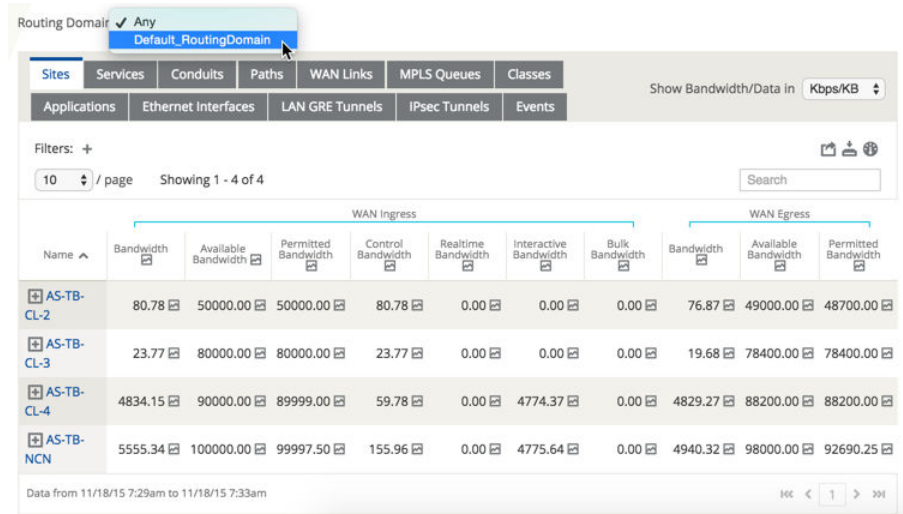 Routing Domain ✓ Any
Default_RoutingDomain
Sites Services Conduits Paths WAN Links MPLS Queues Classes
Show Bandwidth/Data in Kbps/KB
Applications Ethernet Interfaces LAN GRE Tunnels IPsec Tunnels Events
Filters: +
10 / page Showing 1 - 4 of 4 Search
WAN Ingress WAN Egress
Name Bandwidth Available Bandwidth Permitted Bandwidth Control Bandwidth Realtime Bandwidth Interactive Bandwidth Bulk Bandwidth Bandwidth Available Bandwidth Permitted Bandwidth
AS-TB-CL-2 80.78 50000.00 50000.00 80.78 0.00 0.00 0.00 76.87 49000.00 48700.00
AS-TB-CL-3 23.77 80000.00 80000.00 23.77 0.00 0.00 0.00 19.68 78400.00 78400.00
AS-TB-CL-4 4834.15 90000.00 89999.00 59.78 0.00 4774.37 0.00 4829.27 88200.00 88200.00
AS-TB-NCN 5555.34 100000.00 99997.50 155.96 0.00 4775.64 0.00 4940.32 98000.00 92690.25
Data from 11/18/15 7:29am to 11/18/15 7:33am 1